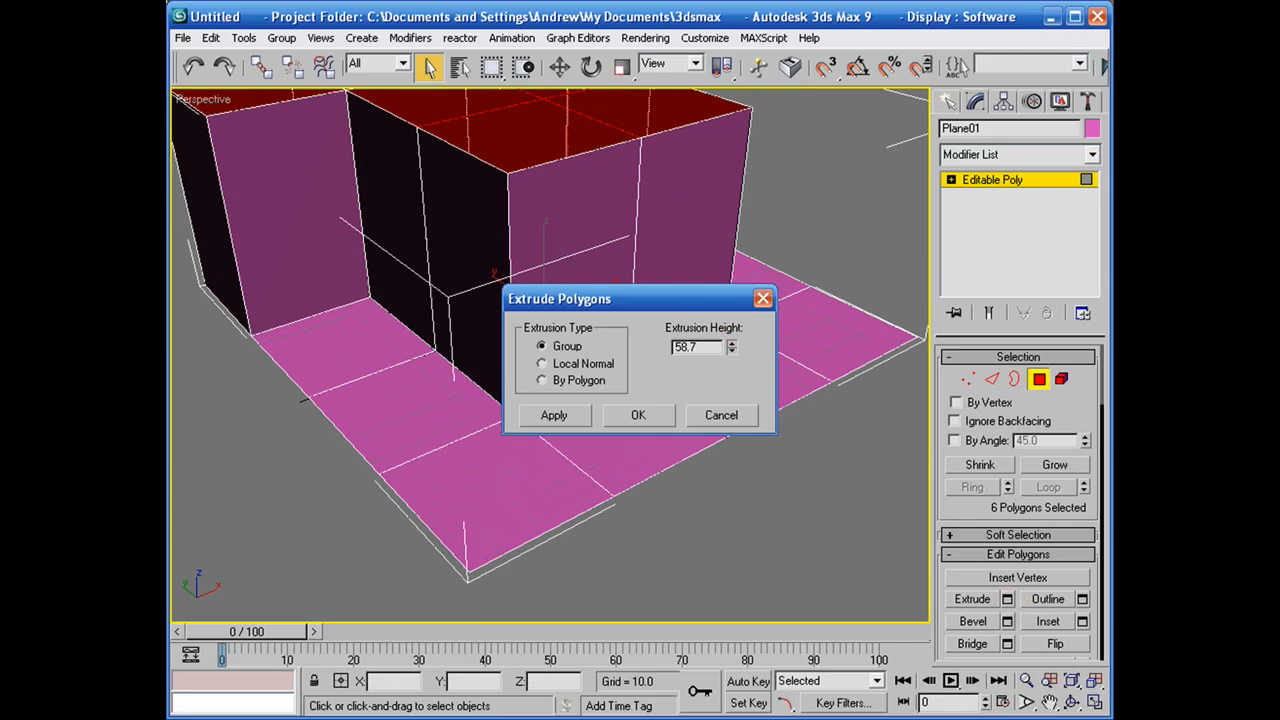 Untitled - Project Folder: C:\Documents and Settings\Andrew\My Documents\3dsmax - Autodesk 3ds Max 9 - Display : Software
File Edit Tools Group Views Create Modifiers reactor Animation Graph Editors Rendering Customize MAXScript Help
All View
Perspective
Plane01
Modifier List
Editable Poly
Extrude Polygons
Extrusion Type
Group
Local Normal
By Polygon
Extrusion Height:
58.7
Apply OK Cancel
Selection
By Vertex
Ignore Backfacing
By Angle: 45.0
Shrink Grow
Ring Loop
6 Polygons Selected
Soft Selection
Edit Polygons
Insert Vertex
Extrude Outline
Bevel Inset
Bridge Flip
z
y x
0 / 100
0 10 20 30 40 50 60 70 80 90 100
X: Y: Z: Grid = 10.0
Auto Key Selected
Set Key Key Filters... 0
Click or click-and-drag to select objects
Add Time Tag